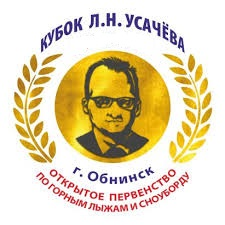 КУБОК Л.Н. УСАЧЁВА
г. Обнинск
ОТКРЫТОЕ ПЕРВЕНСТВО
ПО ГОРНЫМ ЛЫЖАМ И СНОУБОРДУ